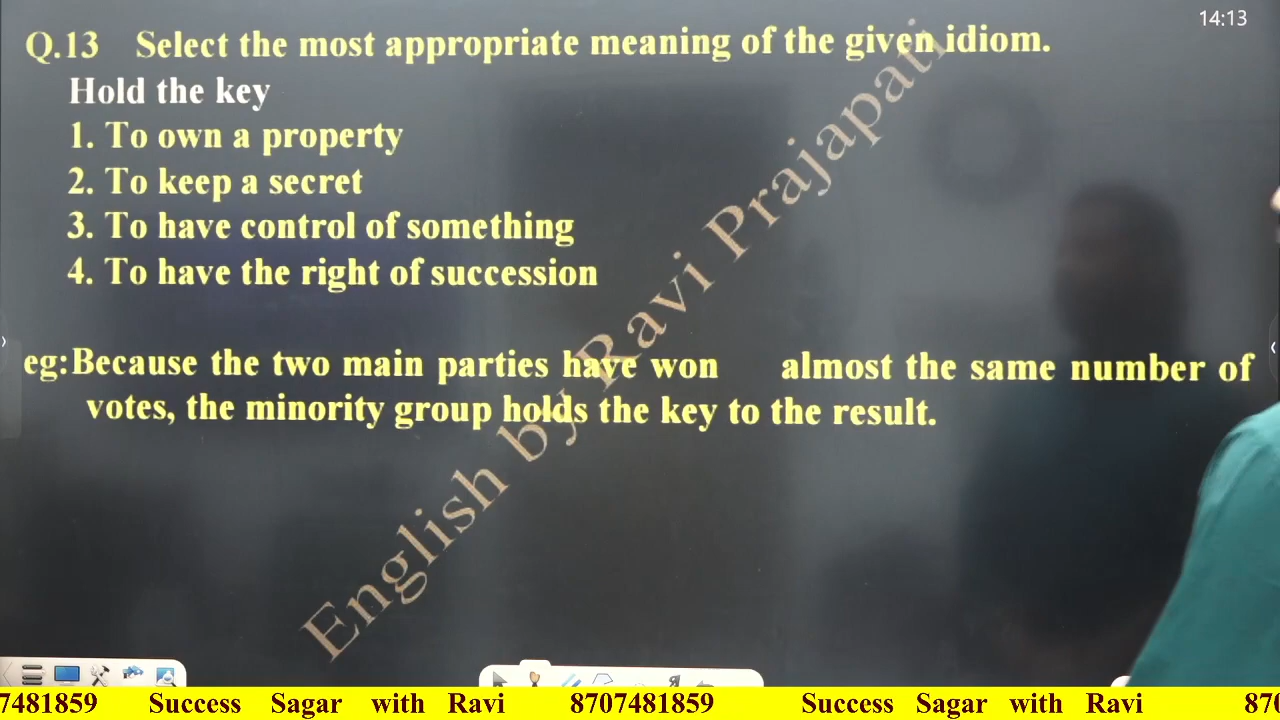 14:13
Q.13 Select the most appropriate meaning of the given idiom.
Hold the key
1. To own a property
2. To keep a secret
3. To have control of something
4. To have the right of succession
eg:Because the two main parties have won almost the same number of
votes, the minority group holds the key to the result.
English by Ravi Prajapati
7481859 Success Sagar with Ravi 8707481859 Success Sagar with Ravi 870